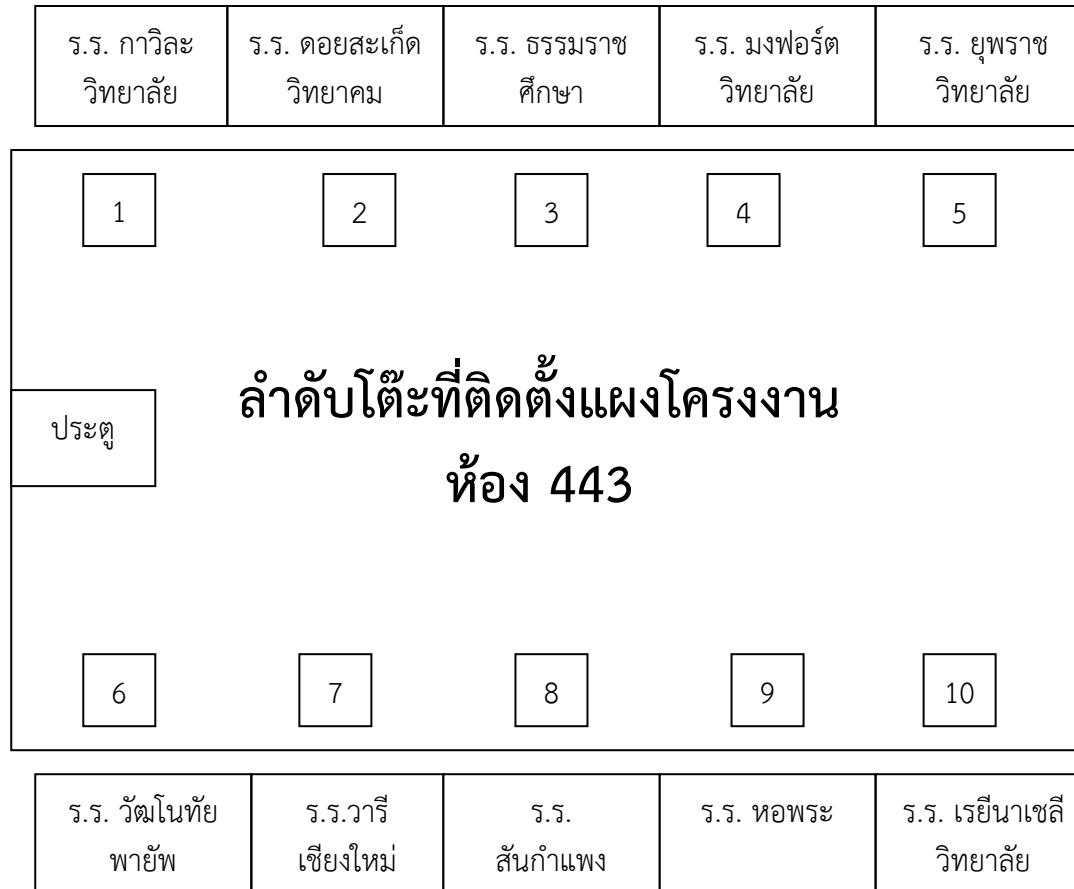 ร.ร. กาวิละ
วิทยาลัย
ร.ร. ดอยสะเก็ด
วิทยาคม
ร.ร. ธรรมราช
ศึกษา
ร.ร. มงฟอร์ต
วิทยาลัย
ร.ร. ยุพราช
วิทยาลัย
1
2
3
4
5
ลำดับโต๊ะที่ติดตั้งแผงโครงงาน
ประตู
ห้อง 443
6
7
8
9
10
ร.ร. วัฒโนทัย
พายัพ
ร.ร.วารี
เชียงใหม่
ร.ร.
สันกำแพง
ร.ร. หอพระ
ร.ร. เรยีนาเชลี
วิทยาลัย